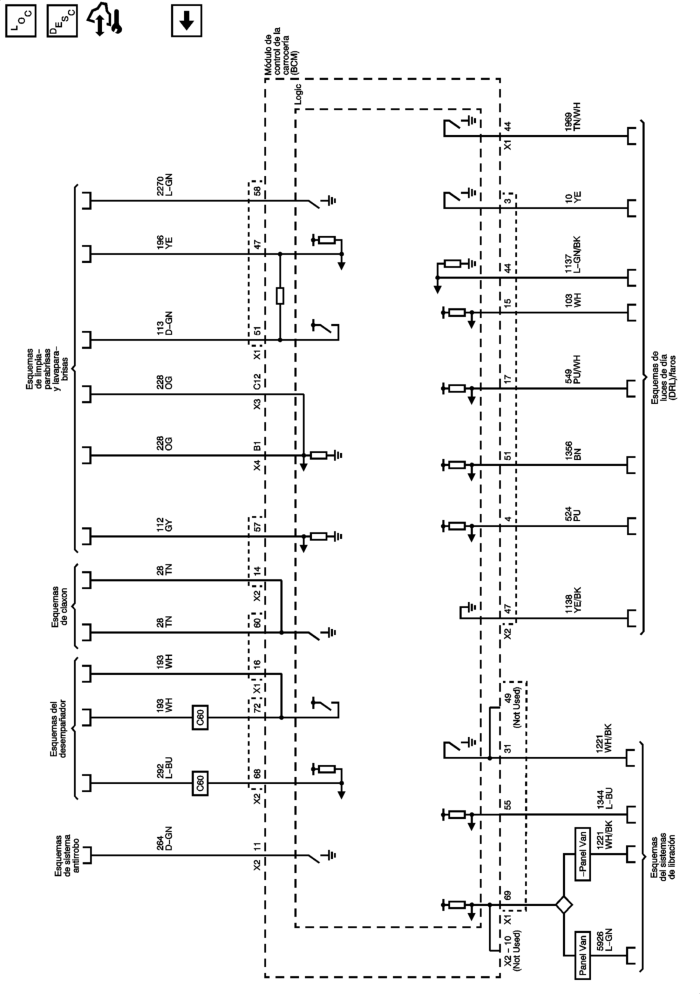 LOC
DESC
Módulo de
control de la
carrocería
(BCM)
Logic
Esquemas
de limpia-
parabrisas
y lavapara-
brisas
2270
L-GN
58
196
YE
47
113
D-GN
51
X1
228
OG
C12
X3
228
OG
B1
X4
112
GY
57
Esquemas
de claxon
28
TN
14
X2
28
TN
60
Esquemas del
desempañador
193
WH
16
X1
193
WH
C60
72
292
L-BU
C60
68
X2
Esquemas
de sistema
antirrobo
264
D-GN
11
X2
44
X1
1969
TN/WH
3
10
YE
44
1137
L-GN/BK
15
103
WH
17
549
PU/WH
51
1356
BN
4
524
PU
47
X2
1138
YE/BK
Esquemas de
luces de día
(DRL)/faros
49
(Not Used)
31
1221
WH/BK
55
1344
L-BU
69
X1
X2 - 10
(Not Used)
~Panel Van
1221
WH/BK
Panel Van
5926
L-GN
Esquemas
del sistemas
de libración